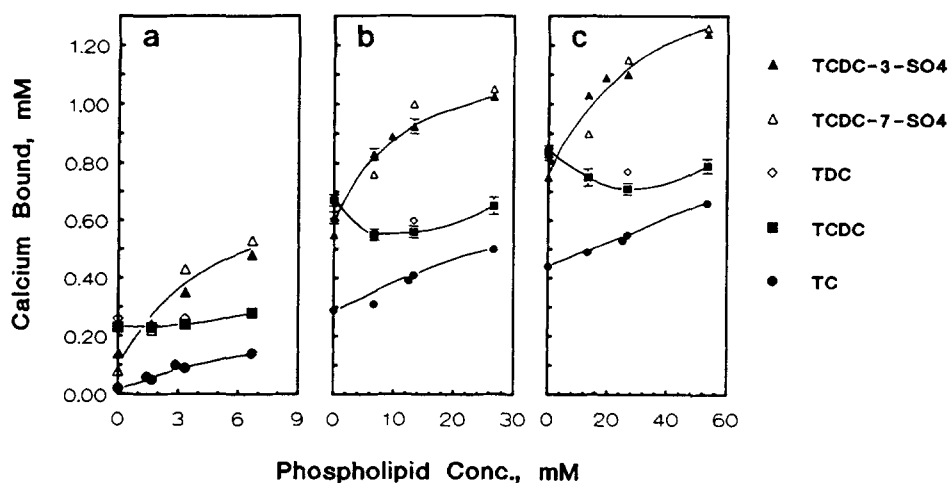 a
b
c
1.20
1.00
0.80
0.60
0.40
0.20
0.00
Calcium Bound, mM
0 3 6 9
0 10 20 30
0 20 40 60
Phospholipid Conc., mM
TCDC-3-SO4
TCDC-7-SO4
TDC
TCDC
TC